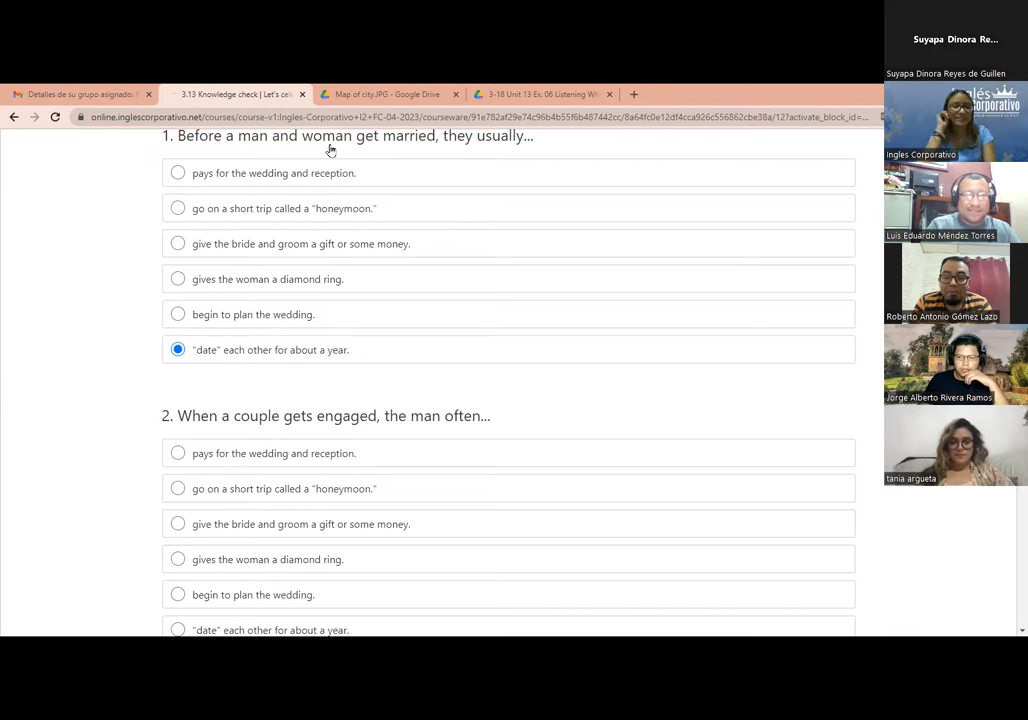 Suyapa Dinora Re...
Suyapa Dinora Reyes de Guillen
Detalles de su grupo asignado: I
3.13 Knowledge check | Let's cel
Map of city.JPG - Google Drive
3-18 Unit 13 Ex. 06 Listening Wh
online.inglescorporativo.net/courses/course-v1:Ingles-Corporativo+I2+FC-04-2023/courseware/91e782af29e74c96b4b55f6b487442cc/8a64fc0e12df4cca926c556862cbe38a/12?activate_block_id=...
1. Before a man and woman get married, they usually...
pays for the wedding and reception.
go on a short trip called a "honeymoon."
give the bride and groom a gift or some money.
gives the woman a diamond ring.
begin to plan the wedding.
"date" each other for about a year.
2. When a couple gets engaged, the man often...
pays for the wedding and reception.
go on a short trip called a "honeymoon."
give the bride and groom a gift or some money.
gives the woman a diamond ring.
begin to plan the wedding.
"date" each other for about a year.
Ingles Corporativo
Luis Eduardo Méndez Torres
Roberto Antonio Gómez Lazo
Jorge Alberto Rivera Ramos
tania argueta